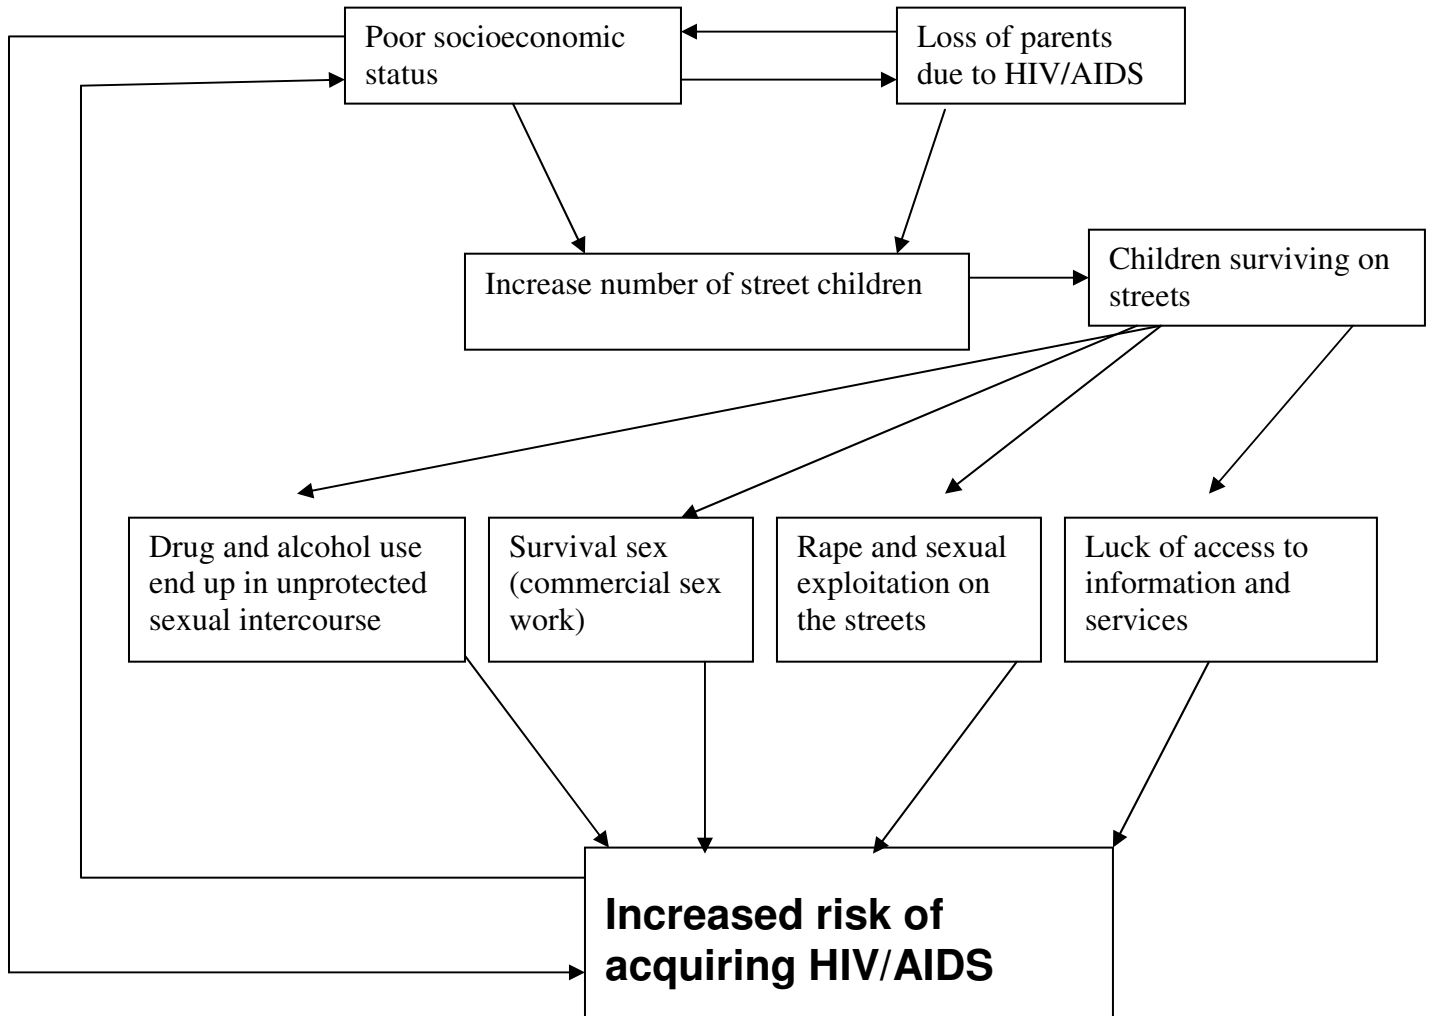 Poor socioeconomic
status
Loss of parents
due to HIV/AIDS
Increase number of street children
Children surviving on
streets
Drug and alcohol use
end up in unprotected
sexual intercourse
Survival sex
(commercial sex
work)
Rape and sexual
exploitation on
the streets
Luck of access to
information and
services
Increased risk of
acquiring HIV/AIDS